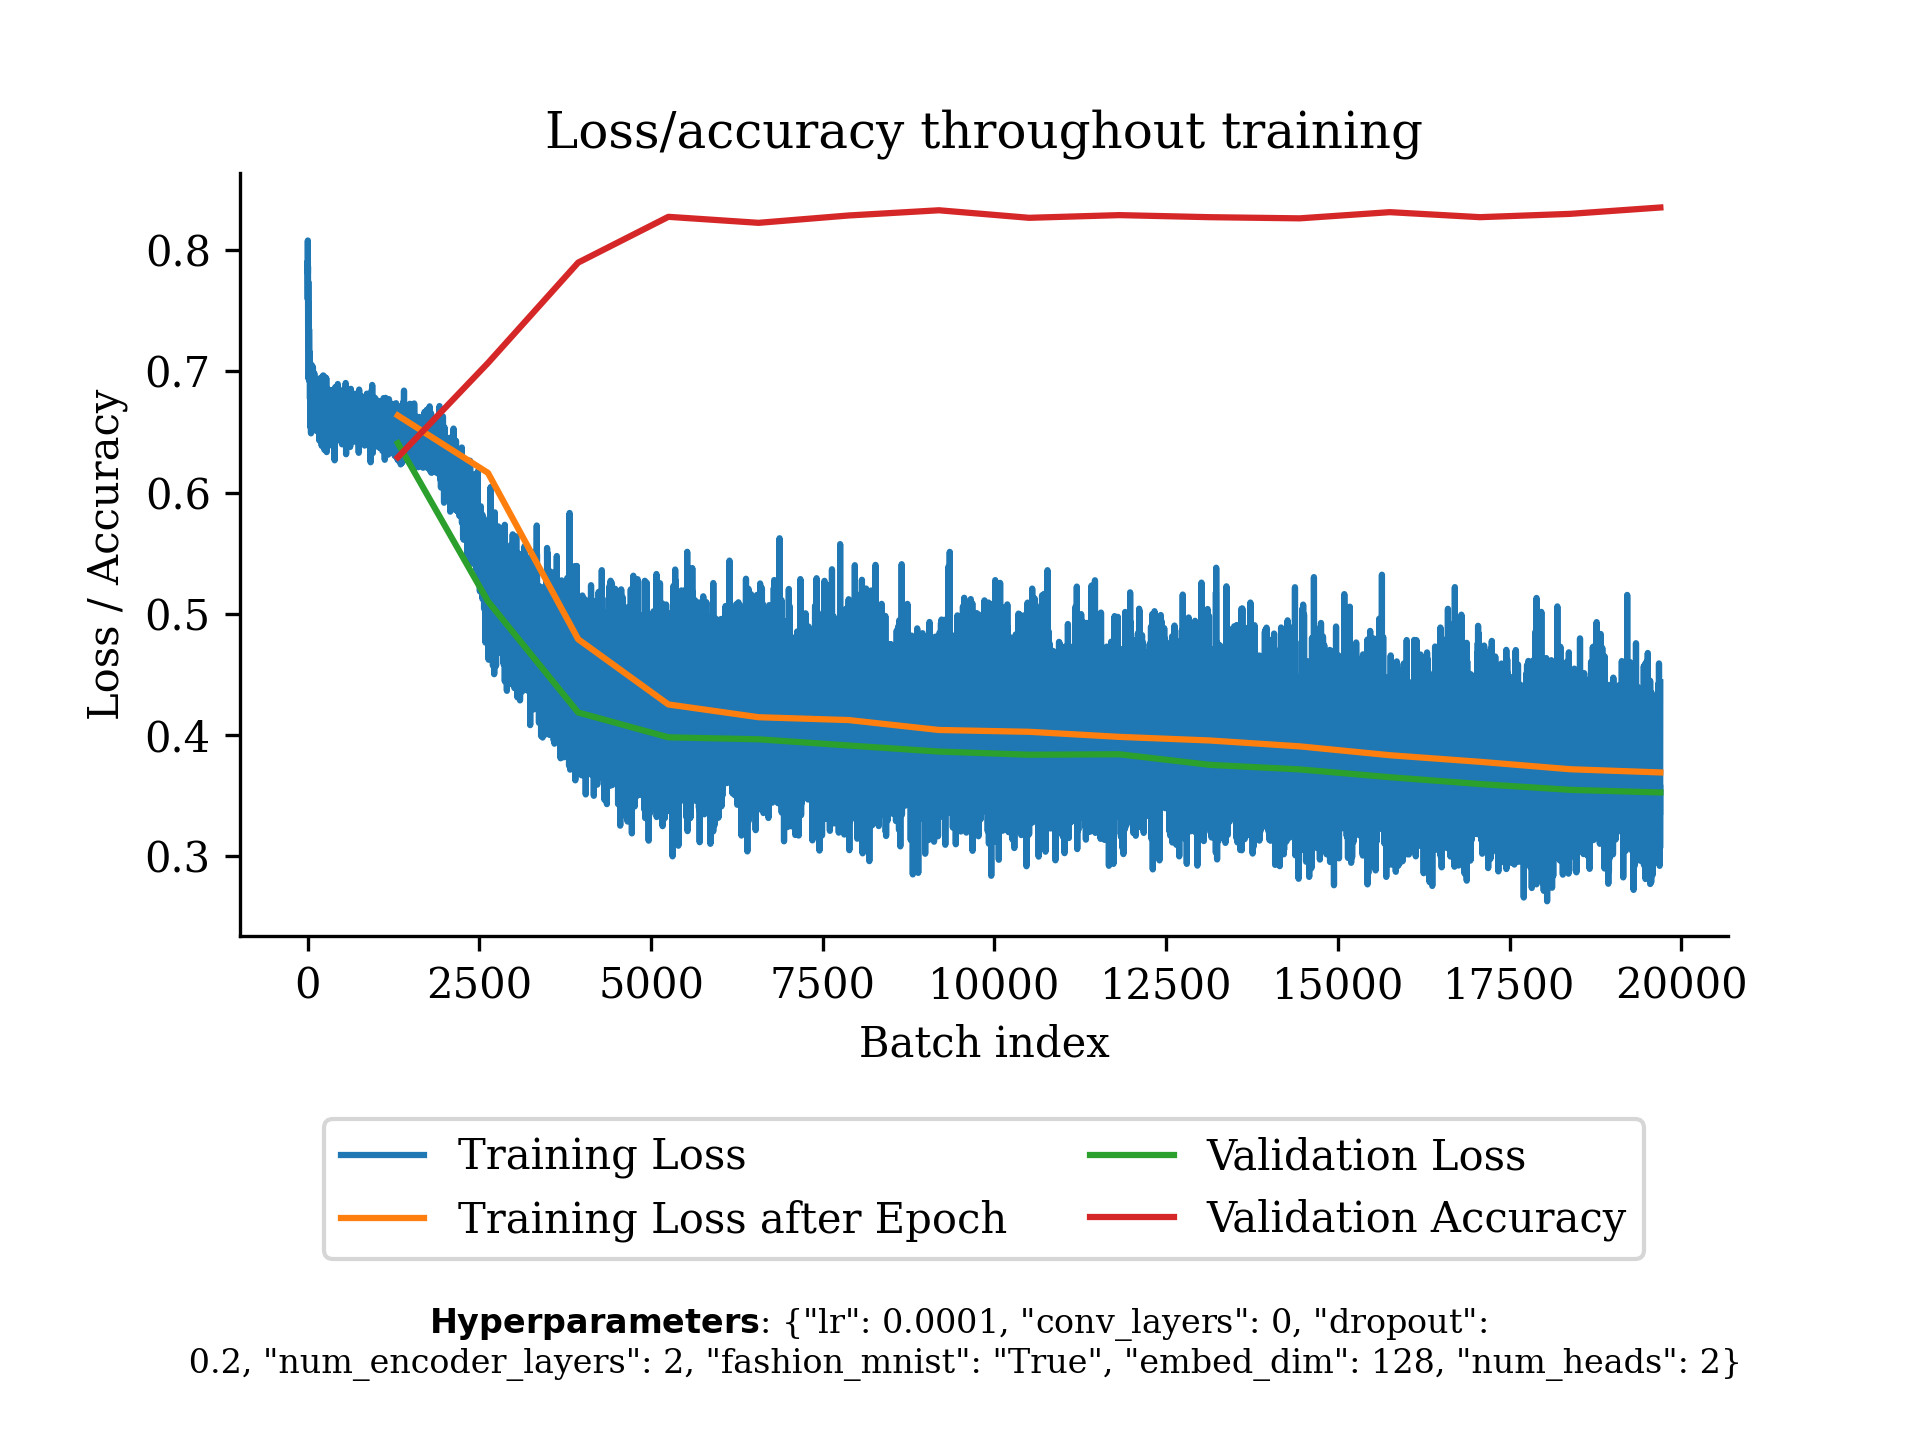 Loss/accuracy throughout training
Loss / Accuracy
0.8
0.7
0.6
0.5
0.4
0.3
0 2500 5000 7500 10000 12500 15000 17500 20000
Batch index
Training Loss
Training Loss after Epoch
Validation Loss
Validation Accuracy
Hyperparameters: {"lr": 0.0001, "conv_layers": 0, "dropout":
0.2, "num_encoder_layers": 2, "fashion_mnist": "True", "embed_dim": 128, "num_heads": 2}